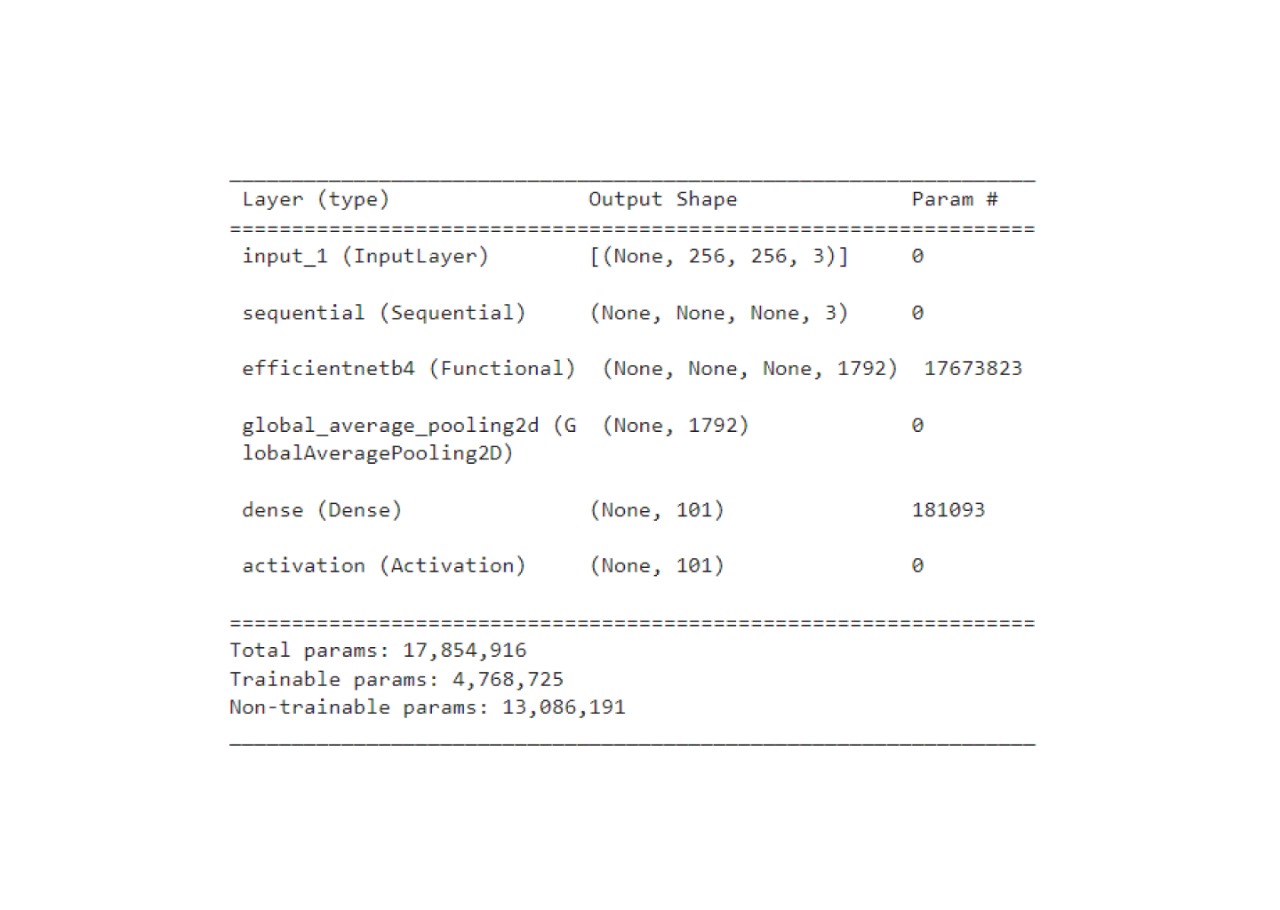 Layer (type) Output Shape Param #
=================================================================
input_1 (InputLayer) [(None, 256, 256, 3)] 0
sequential (Sequential) (None, None, None, 3) 0
efficientnetb4 (Functional) (None, None, None, 1792) 17673823
global_average_pooling2d (G (None, 1792) 0
lobalAveragePooling2D)
dense (Dense) (None, 101) 181093
activation (Activation) (None, 101) 0
=================================================================
Total params: 17,854,916
Trainable params: 4,768,725
Non-trainable params: 13,086,191